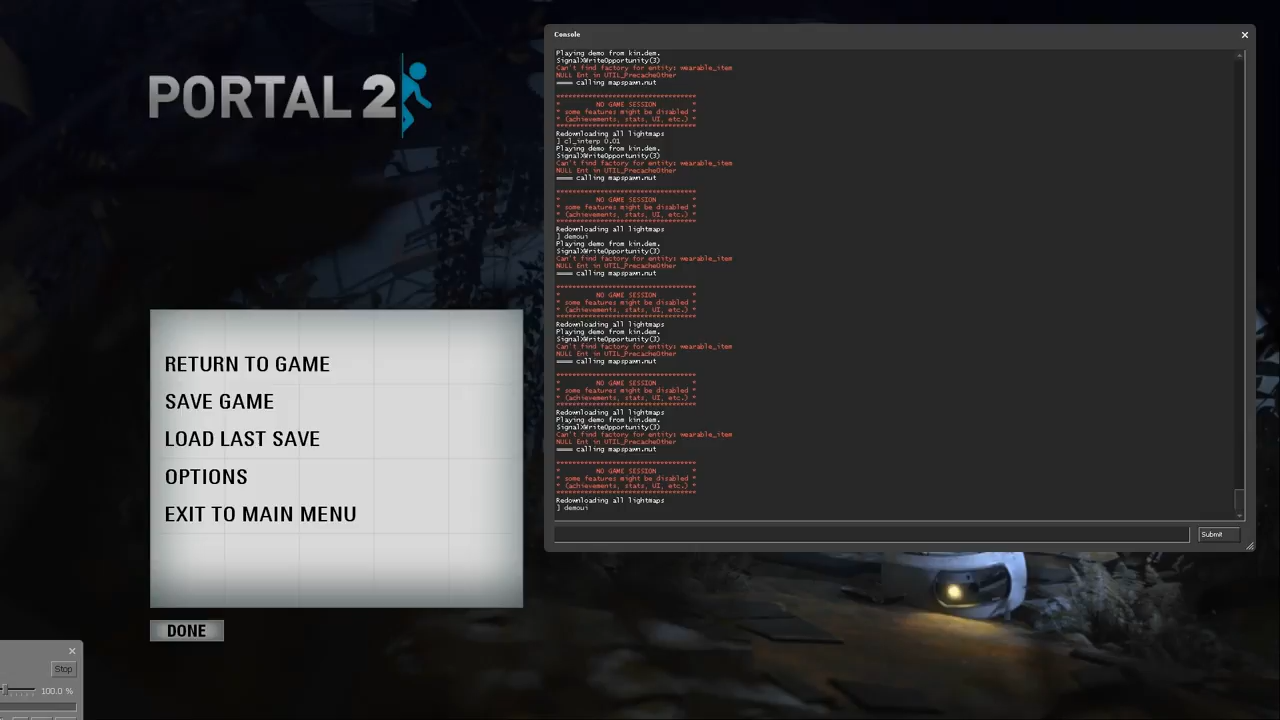 PORTAL 2
RETURN TO GAME
SAVE GAME
LOAD LAST SAVE
OPTIONS
EXIT TO MAIN MENU
DONE
Stop
100.0 %
Console
Playing demo from kin.dem.
SignalXWriteOpportunity(3)
Can't find factory for entity: wearable_item
NULL Ent in UTIL_PrecacheOther
==== calling mapspawn.nut
*************************************
* NO GAME SESSION *
* some features might be disabled *
* (achievements, stats, UI, etc.) *
*************************************
Redownloading all lightmaps
] cl_interp 0.01
Playing demo from kin.dem.
SignalXWriteOpportunity(3)
Can't find factory for entity: wearable_item
NULL Ent in UTIL_PrecacheOther
==== calling mapspawn.nut
*************************************
* NO GAME SESSION *
* some features might be disabled *
* (achievements, stats, UI, etc.) *
*************************************
Redownloading all lightmaps
] demoui
Playing demo from kin.dem.
SignalXWriteOpportunity(3)
Can't find factory for entity: wearable_item
NULL Ent in UTIL_PrecacheOther
==== calling mapspawn.nut
*************************************
* NO GAME SESSION *
* some features might be disabled *
* (achievements, stats, UI, etc.) *
*************************************
Redownloading all lightmaps
Playing demo from kin.dem.
SignalXWriteOpportunity(3)
Can't find factory for entity: wearable_item
NULL Ent in UTIL_PrecacheOther
==== calling mapspawn.nut
*************************************
* NO GAME SESSION *
* some features might be disabled *
* (achievements, stats, UI, etc.) *
*************************************
Redownloading all lightmaps
Playing demo from kin.dem.
SignalXWriteOpportunity(3)
Can't find factory for entity: wearable_item
NULL Ent in UTIL_PrecacheOther
==== calling mapspawn.nut
*************************************
* NO GAME SESSION *
* some features might be disabled *
* (achievements, stats, UI, etc.) *
*************************************
Redownloading all lightmaps
] demoui
Submit